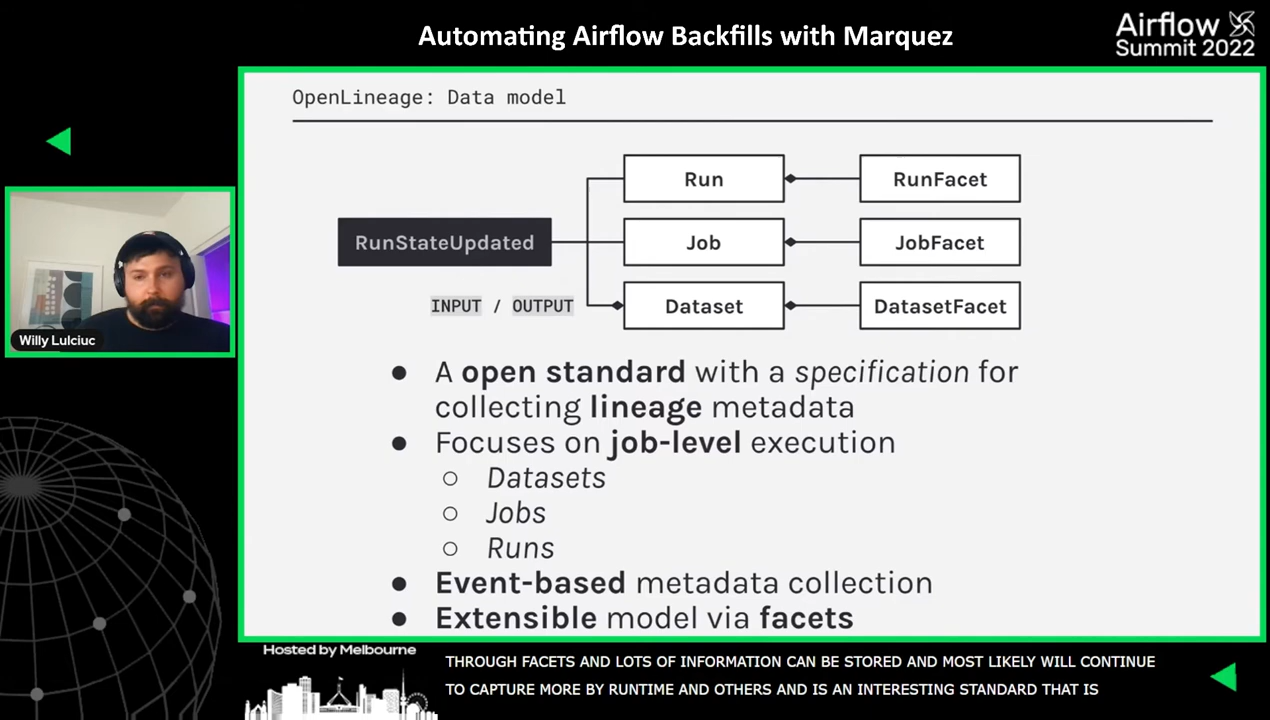 Automating Airflow Backfills with Marquez
Airflow
Summit 2022
OpenLineage: Data model
Run
RunFacet
RunStateUpdated
Job
JobFacet
INPUT / OUTPUT
Dataset
DatasetFacet
Willy Lulciuc
● A open standard with a specification for
collecting lineage metadata
● Focuses on job-level execution
○ Datasets
○ Jobs
○ Runs
● Event-based metadata collection
● Extensible model via facets
Hosted by Melbourne
THROUGH FACETS AND LOTS OF INFORMATION CAN BE STORED AND MOST LIKELY WILL CONTINUE
TO CAPTURE MORE BY RUNTIME AND OTHERS AND IS AN INTERESTING STANDARD THAT IS